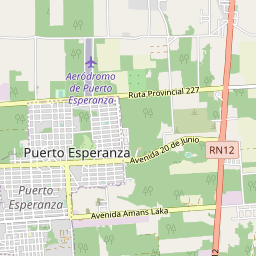 Aeródromo
de Puerto
Esperanza
Ruta Provincial 227
Avenida 20 de Junio
RN12
Puerto Esperanza
Puerto
Esperanza
Avenida Amans Laka